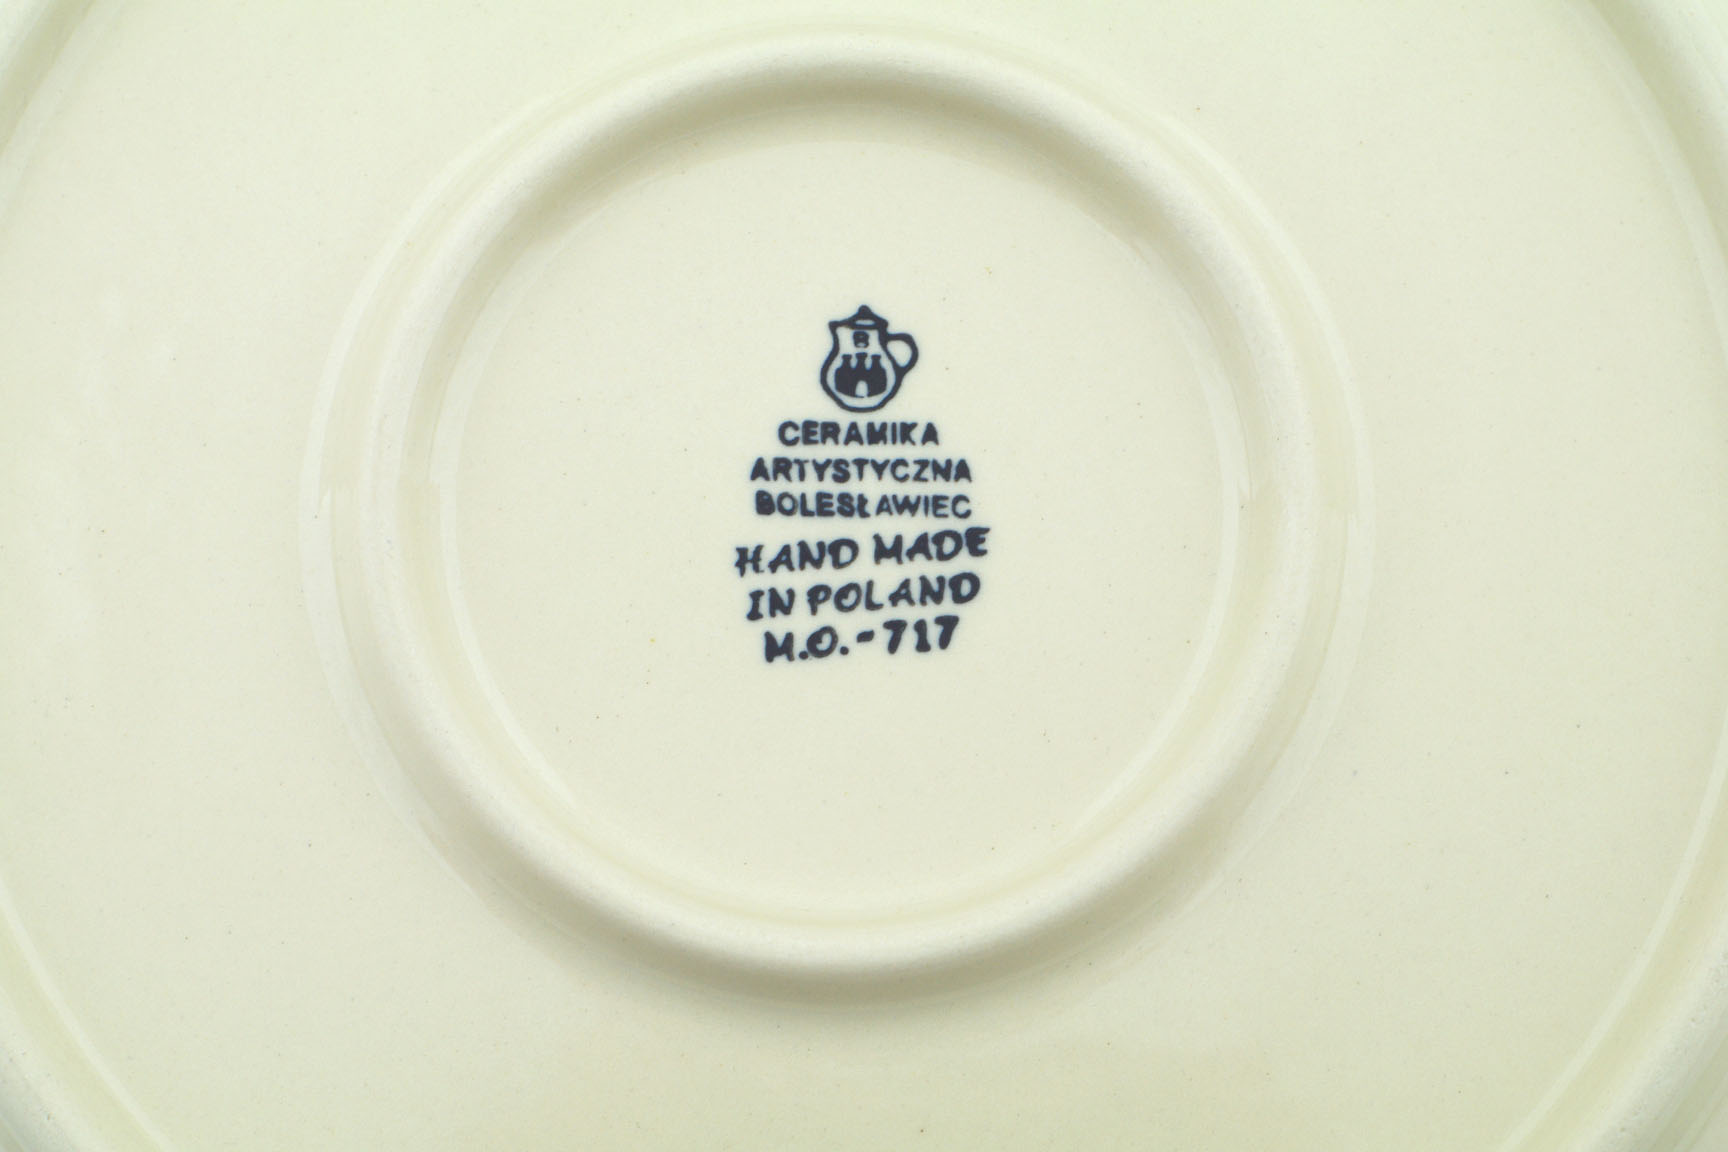 B
CERAMIKA
ARTYSTYCZNA
BOLESŁAWIEC
HAND MADE
IN POLAND
M.O.-717